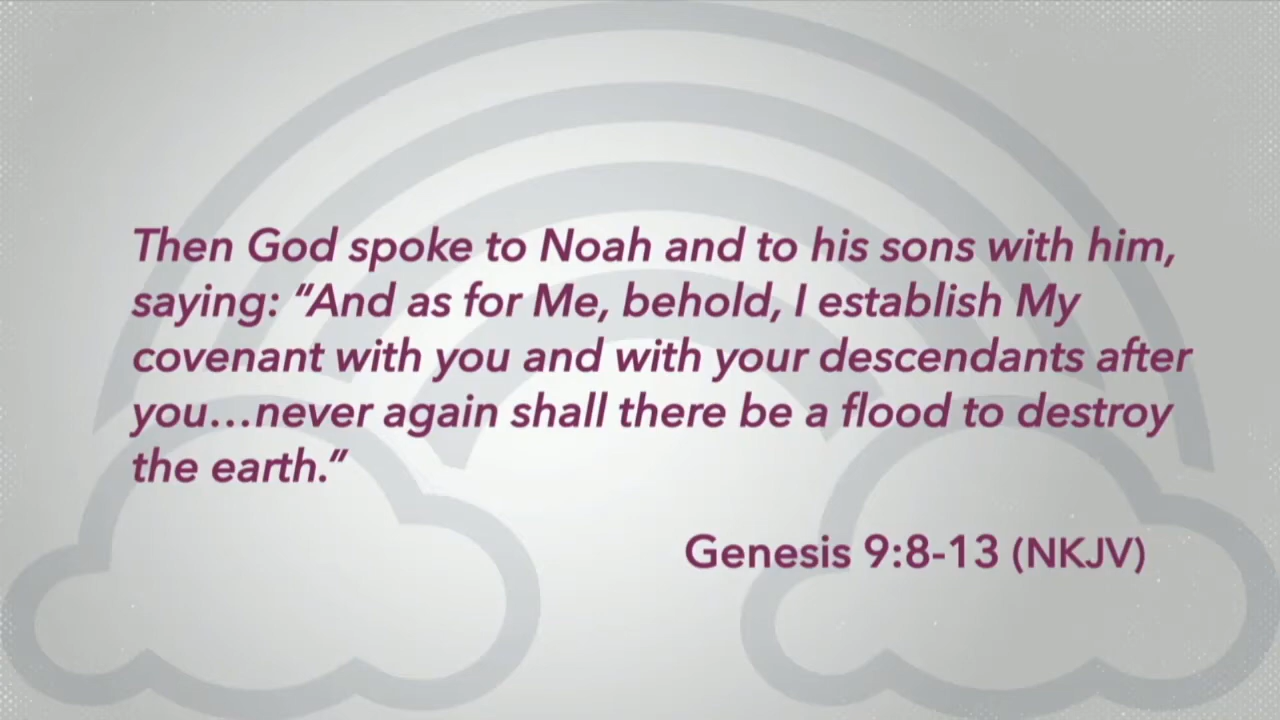 Then God spoke to Noah and to his sons with him,
saying: “And as for Me, behold, I establish My
covenant with you and with your descendants after
you...never again shall there be a flood to destroy
the earth.”
Genesis 9:8-13 (NKJV)